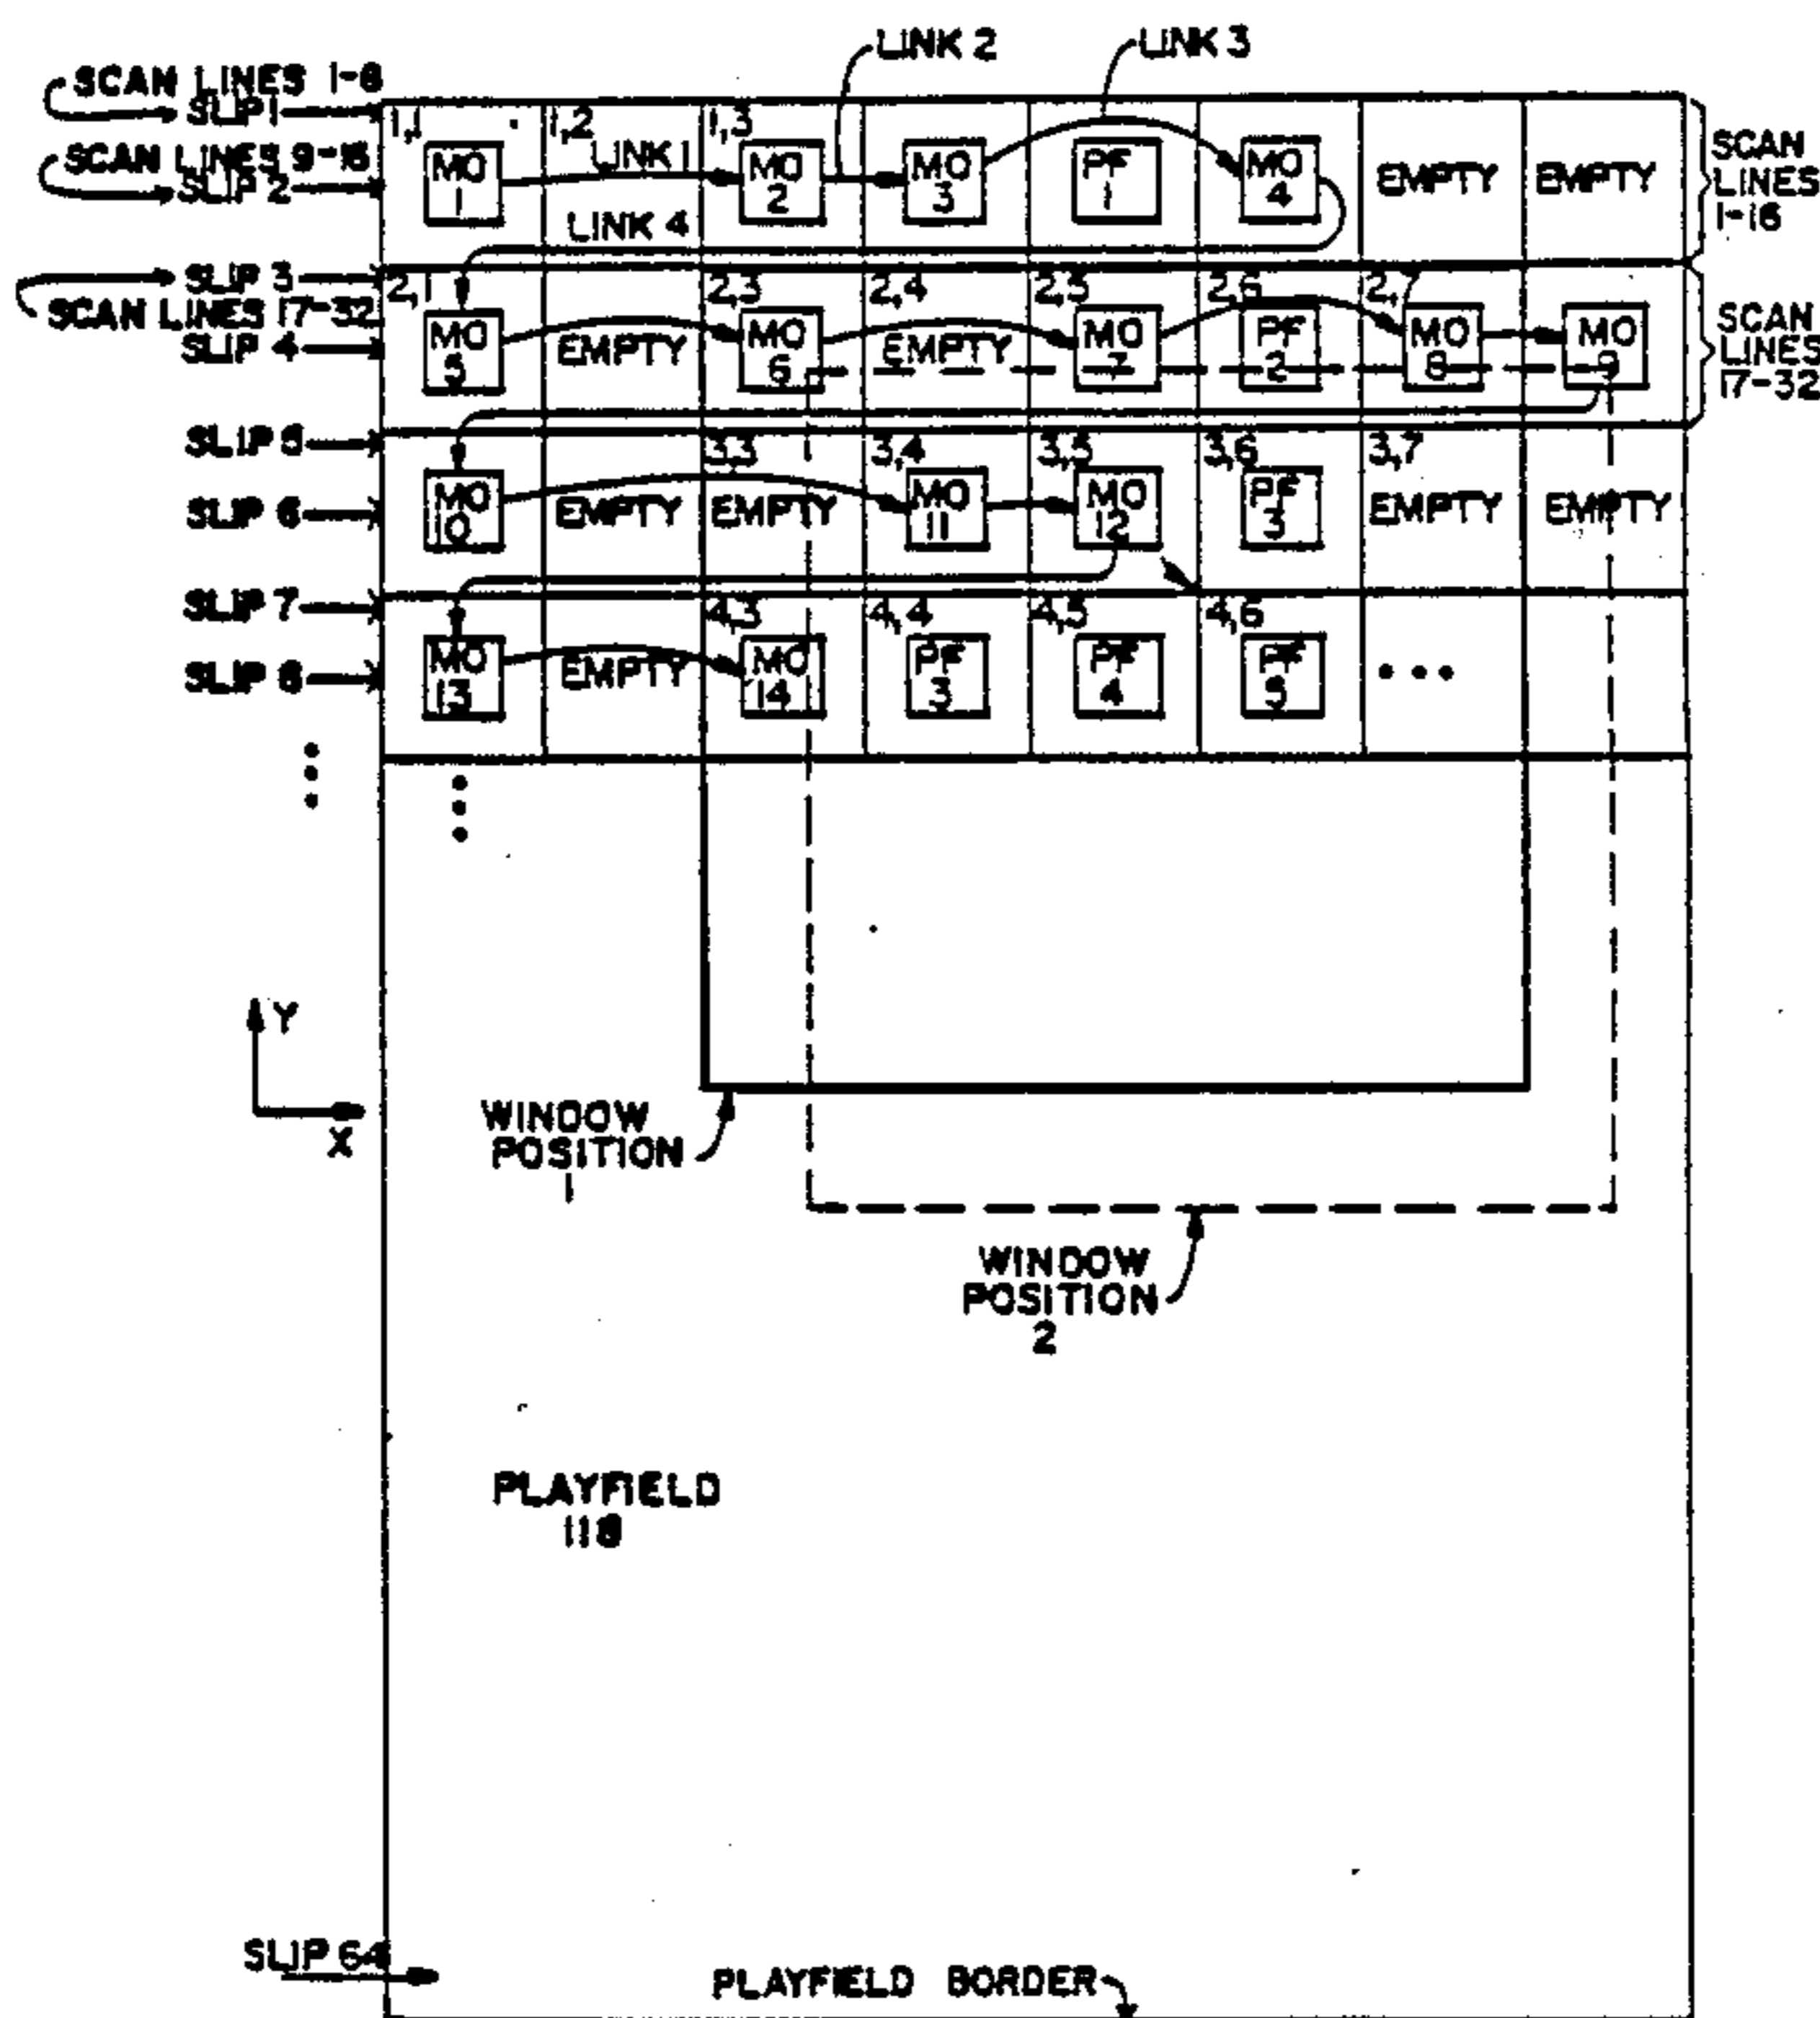 LINK 2
LINK 3
SCAN LINES 1-8
SLIP 1
SCAN LINES 9-16
SLIP 2
SCAN LINES 1-16
1,1
1,2
1,3
MO 1
LINK 1
MO 2
MO 3
PF 1
MO 4
EMPTY
EMPTY
LINK 4
SLIP 3
SCAN LINES 17-32
SLIP 4
SCAN LINES 17-32
2,1
2,3
2,4
2,5
2,6
2,7
MO 5
EMPTY
MO 6
EMPTY
MO 7
PF 2
MO 8
MO 9
SLIP 5
SLIP 6
3,3
3,4
3,5
3,6
3,7
MO 10
EMPTY
EMPTY
MO 11
MO 12
PF 3
EMPTY
EMPTY
SLIP 7
SLIP 8
4,3
4,4
4,5
4,6
MO 13
EMPTY
MO 14
PF 3
PF 4
PF 5
Y
X
WINDOW
POSITION
1
WINDOW
POSITION
2
PLAYFIELD
118
SLIP 64
PLAYFIELD BORDER